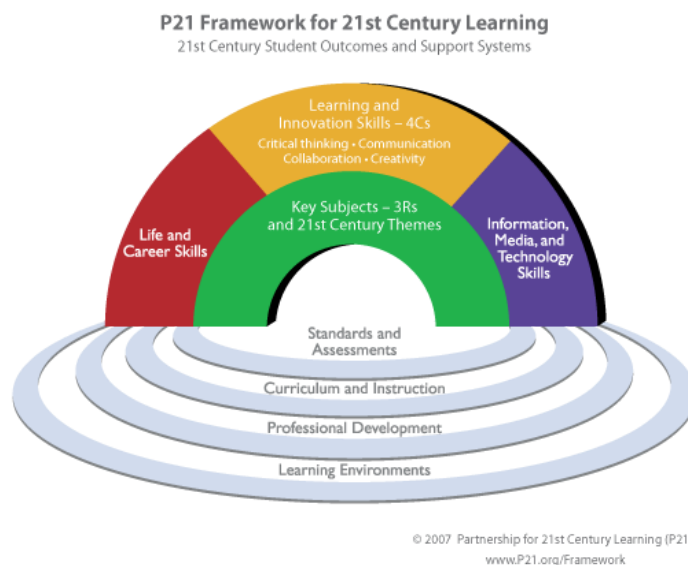 P21 Framework for 21st Century Learning
21st Century Student Outcomes and Support Systems
Learning and
Innovation Skills – 4Cs
Critical thinking • Communication
Collaboration • Creativity
Key Subjects – 3Rs
and 21st Century Themes
Life and
Career Skills
Information,
Media, and
Technology
Skills
Standards and
Assessments
Curriculum and Instruction
Professional Development
Learning Environments
© 2007 Partnership for 21st Century Learning (P21
www.P21.org/Framework